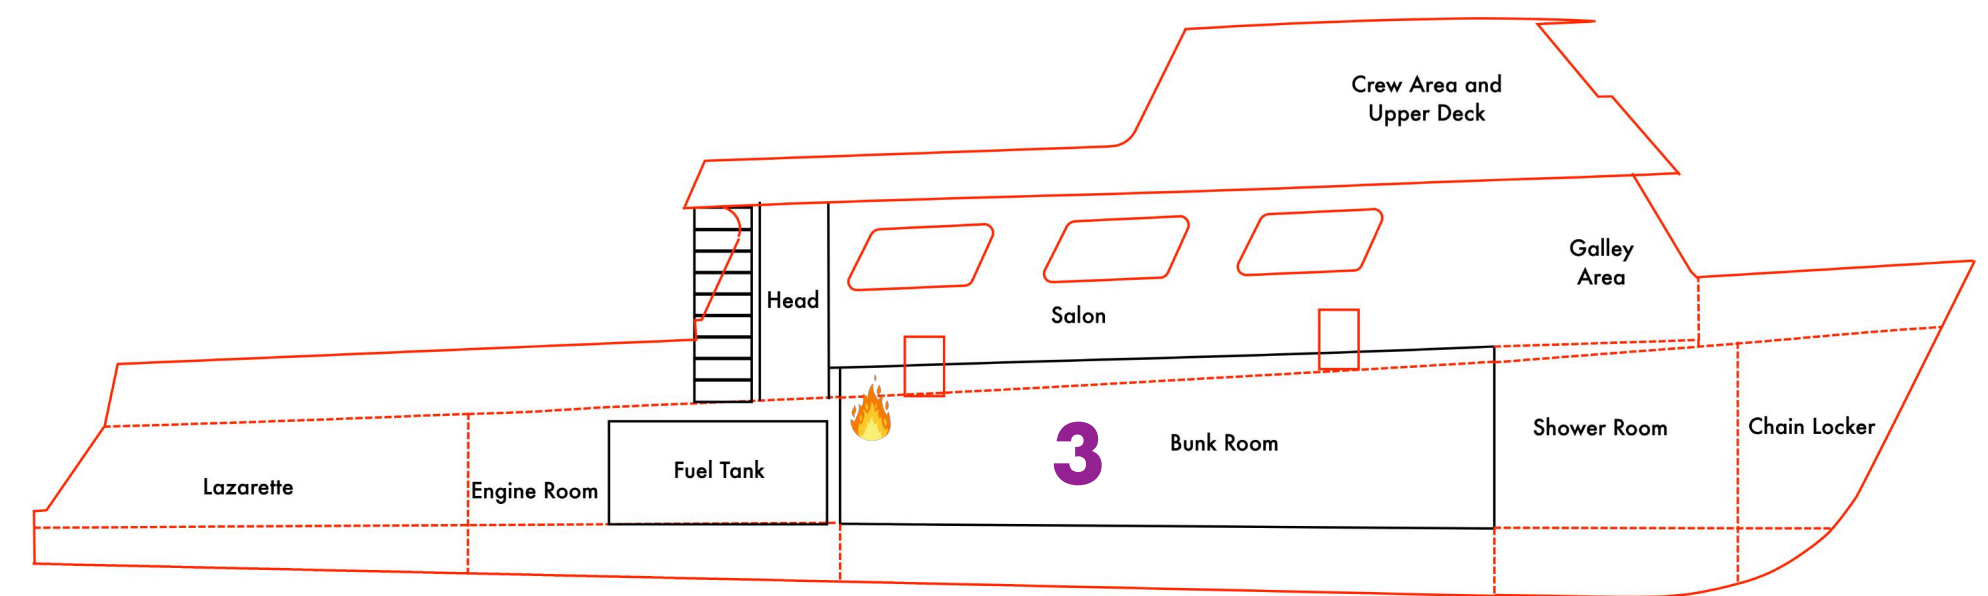 Crew Area and
Upper Deck
Galley
Area
Head
Salon
Lazarette
Engine Room
Fuel Tank
3
Bunk Room
Shower Room
Chain Locker